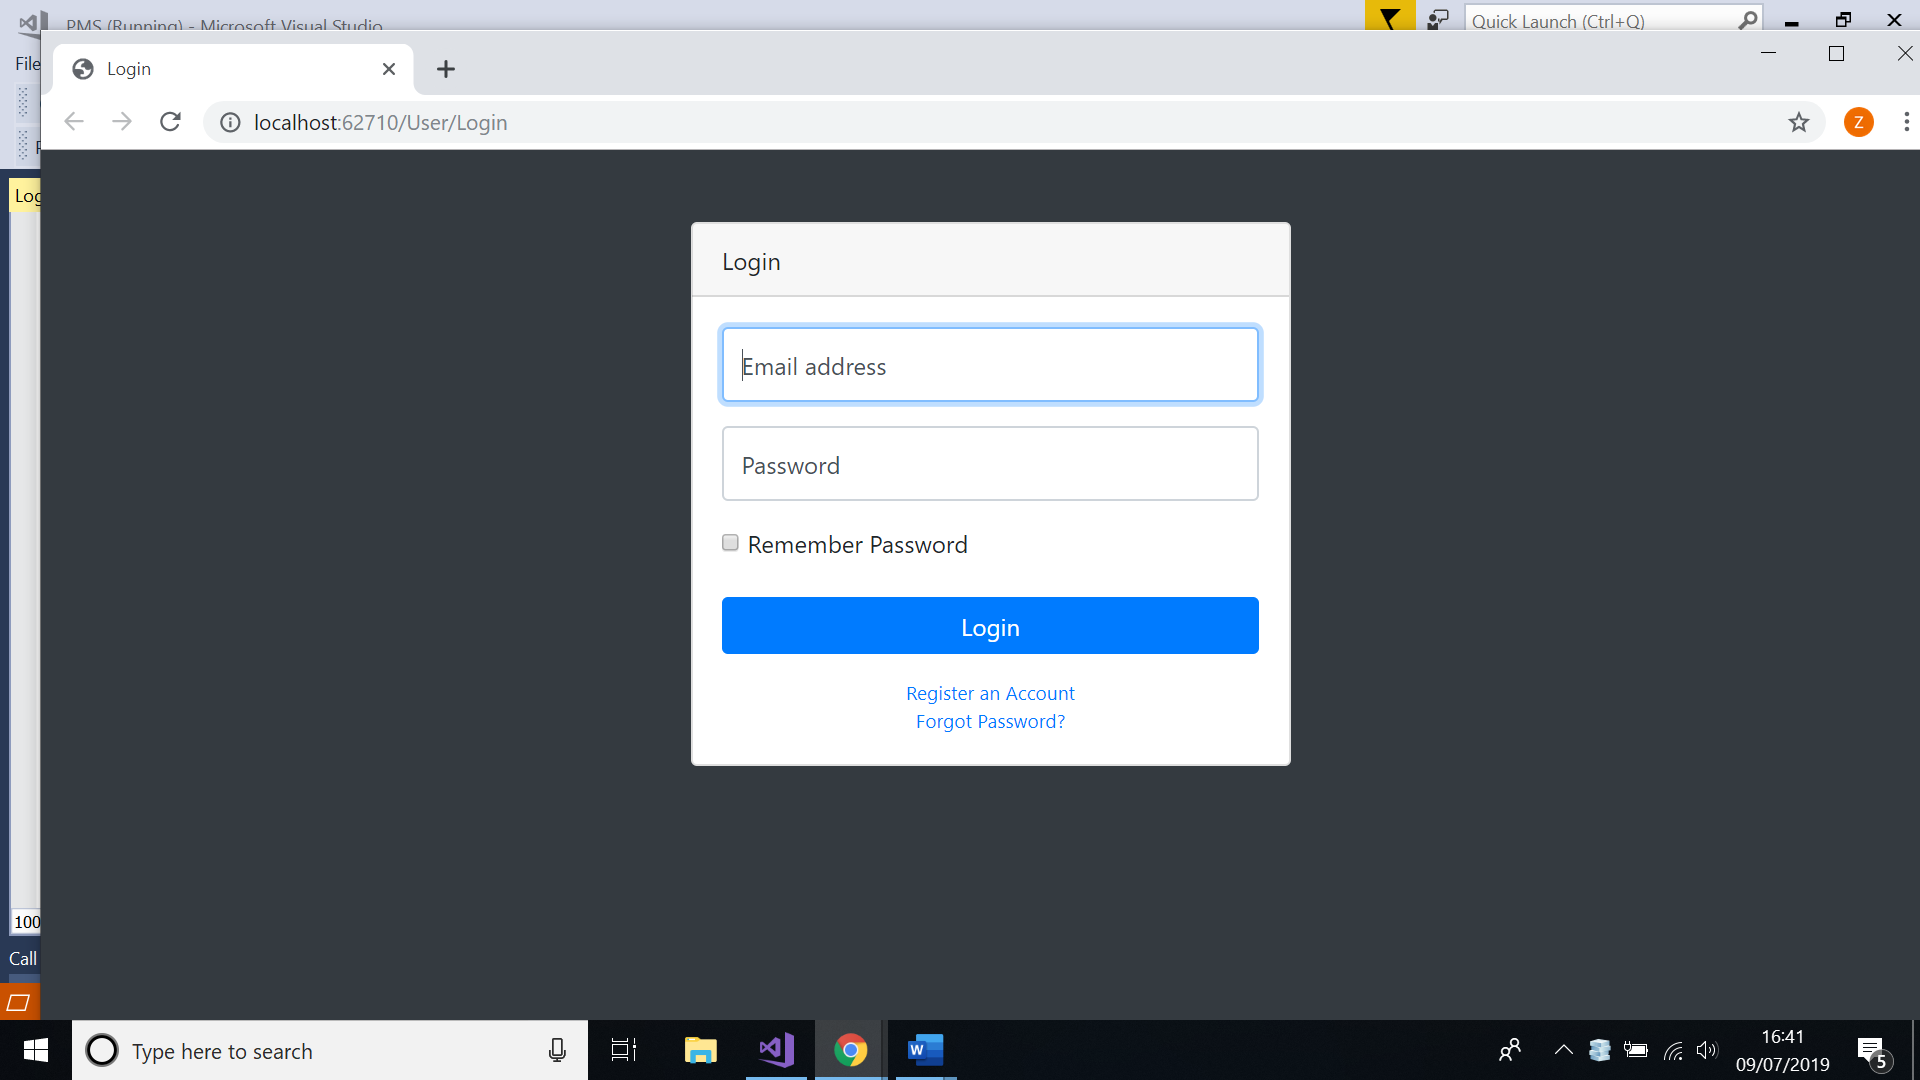 PMS (Running) - Microsoft Visual Studio
Quick Launch (Ctrl+Q)
File
Login
localhost:62710/User/Login
Log
Login
Email address
Password
Remember Password
Login
Register an Account
Forgot Password?
100
Call
Type here to search
16:41
09/07/2019
5
Z
W